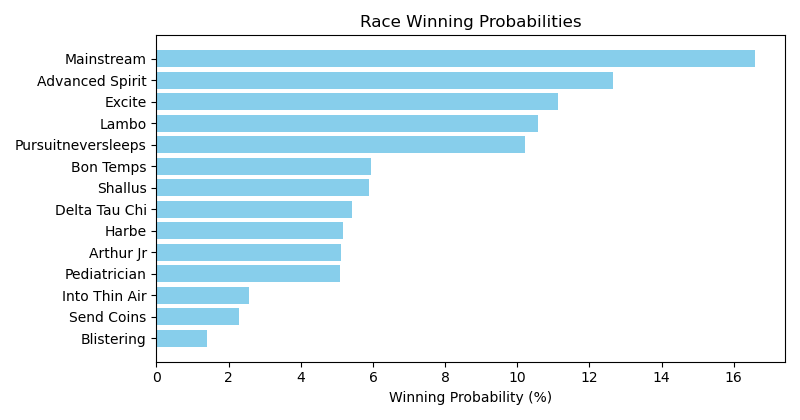 Race Winning Probabilities
Mainstream
Advanced Spirit
Excite
Lambo
Pursuitneversleeps
Bon Temps
Shallus
Delta Tau Chi
Harbe
Arthur Jr
Pediatrician
Into Thin Air
Send Coins
Blistering
0 2 4 6 8 10 12 14 16
Winning Probability (%)